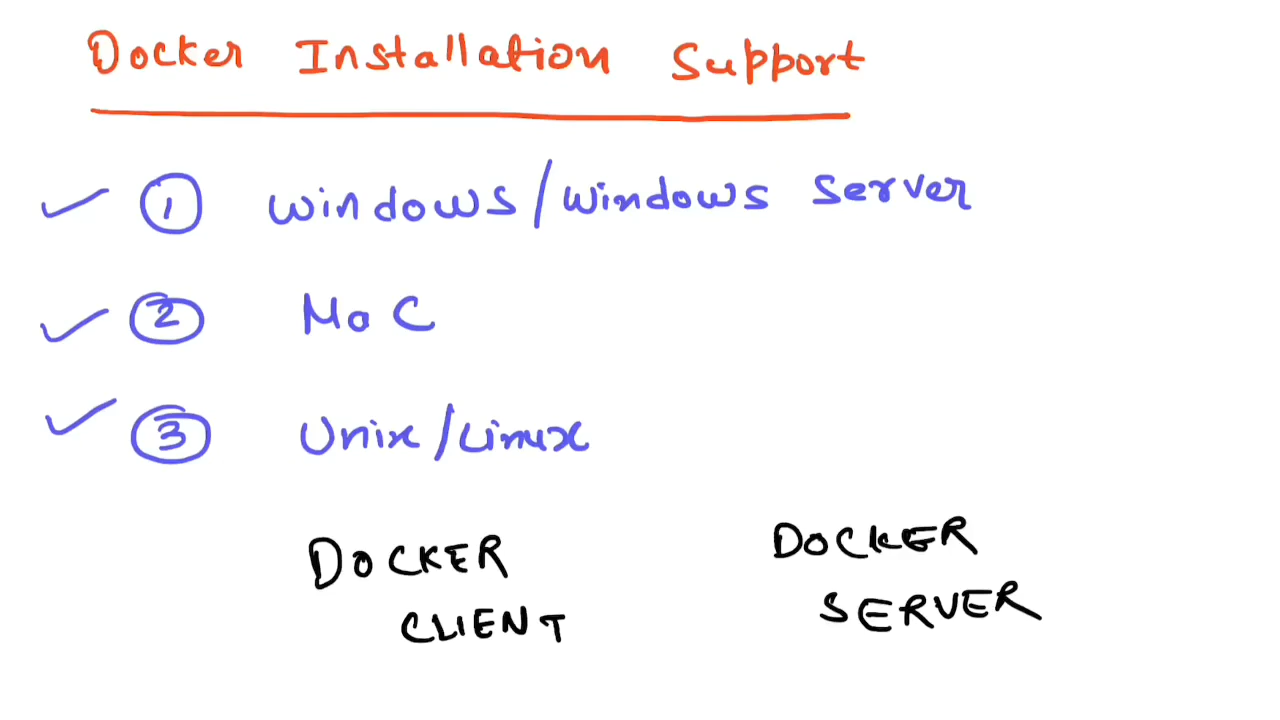 Docker Installation Support
1 Windows/Windows Server
2 Mac
3 Unix/Linux
DOCKER
CLIENT
DOCKER
SERVER